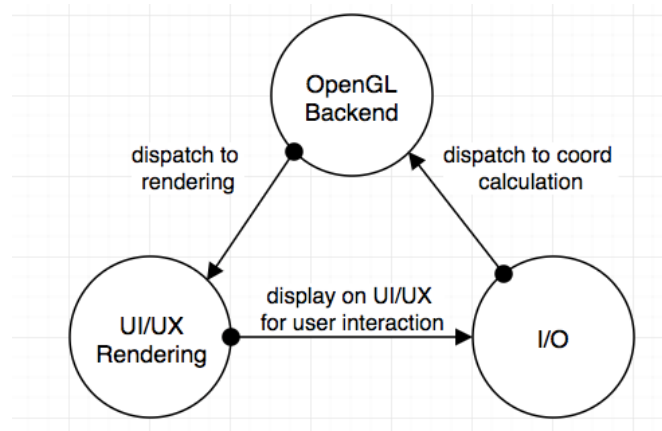 OpenGL
Backend
dispatch to
rendering
dispatch to coord
calculation
UI/UX
Rendering
display on UI/UX
for user interaction
I/O